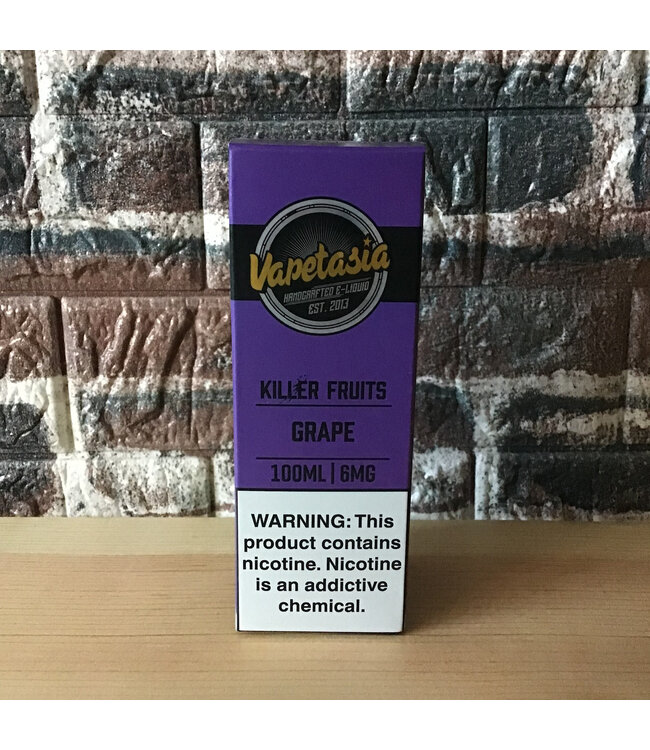 Vapetasia
HANDCRAFTED E-LIQUID
EST. 2013
KILLER FRUITS
GRAPE
100ML | 6MG
WARNING: This
product contains
nicotine. Nicotine
is an addictive
chemical.